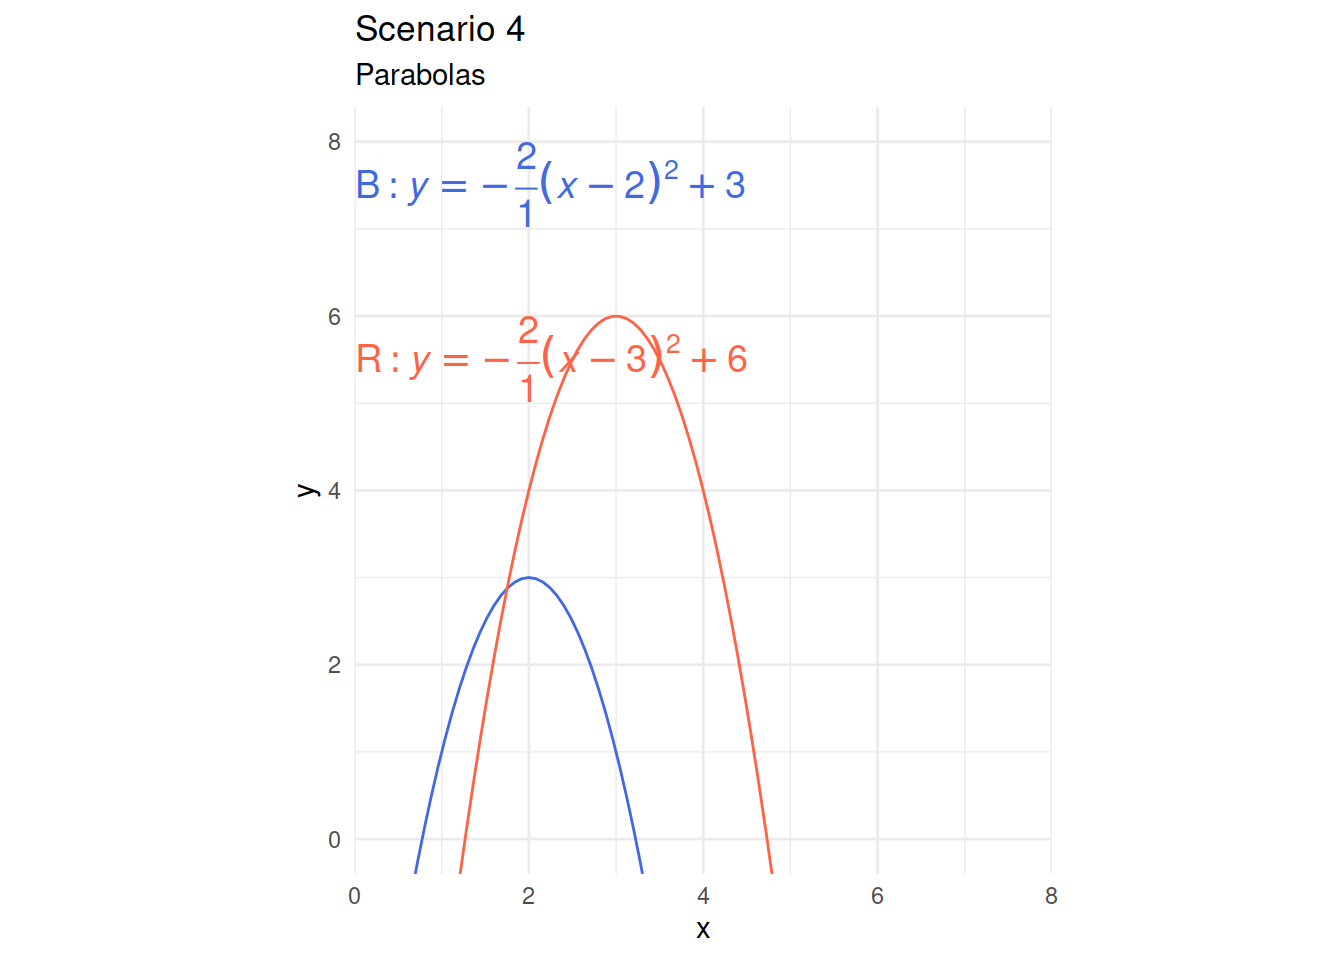 Scenario 4
Parabolas
8
B : y = −2/1(x − 2)² + 3
6
R : y = −2/1(x − 3)² + 6
y
4
2
0
0 2 4 6 8
x